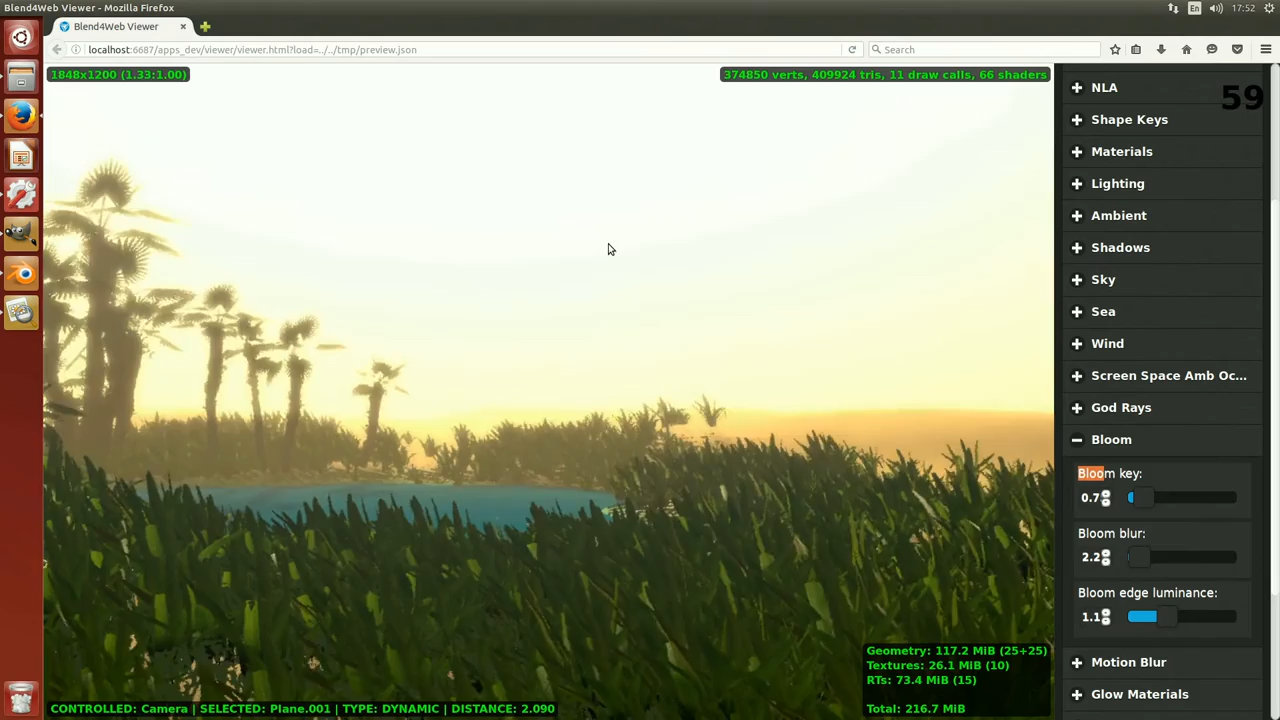 Blend4Web Viewer - Mozilla Firefox
En
17:52
Blend4Web Viewer
localhost:6687/apps_dev/viewer/viewer.html?load=../../tmp/preview.json
Search
1848x1200 (1.33:1.00)
374850 verts, 409924 tris, 11 draw calls, 66 shaders
59
NLA
Shape Keys
Materials
Lighting
Ambient
Shadows
Sky
Sea
Wind
Screen Space Amb Oc...
God Rays
Bloom
Bloom key:
0.7
Bloom blur:
2.2
Bloom edge luminance:
1.1
Motion Blur
Glow Materials
Geometry: 117.2 MiB (25+25)
Textures: 26.1 MiB (10)
RTs: 73.4 MiB (15)
Total: 216.7 MiB
CONTROLLED: Camera | SELECTED: Plane.001 | TYPE: DYNAMIC | DISTANCE: 2.090